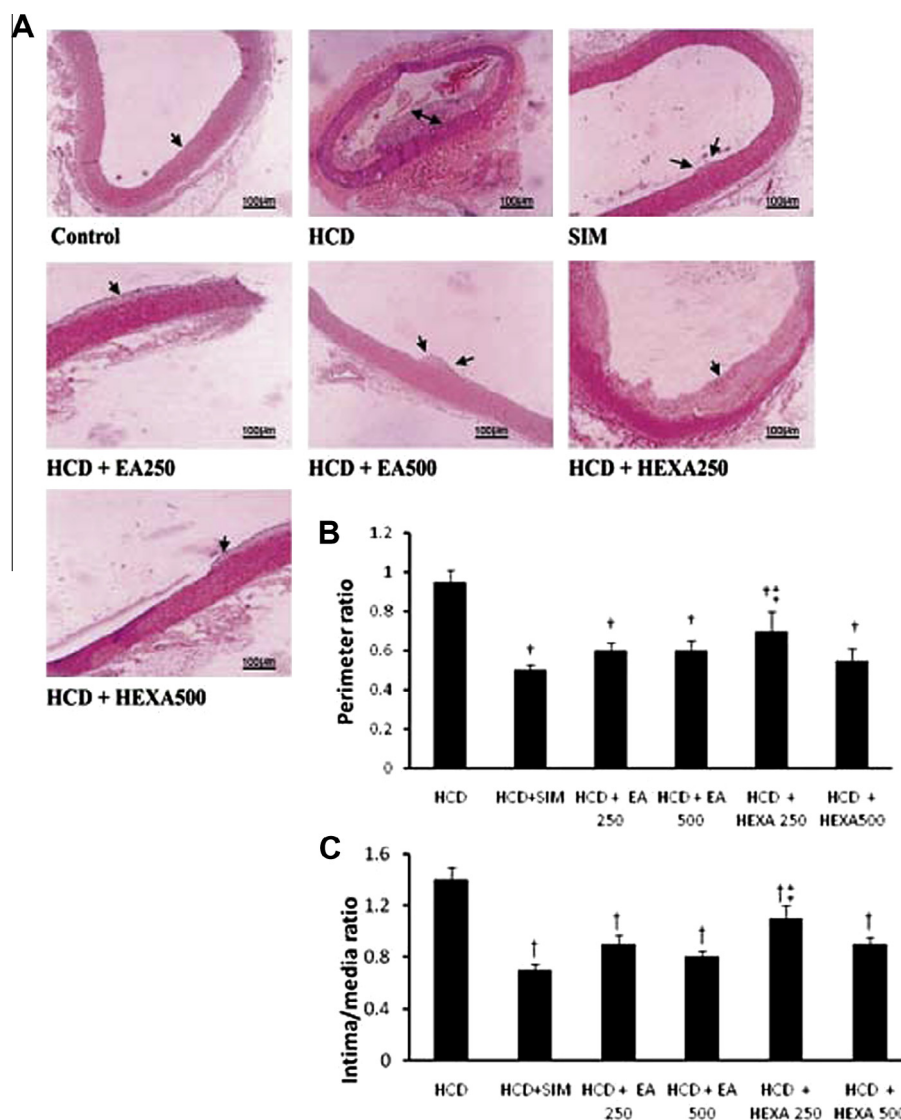 A
100µm
100µm
100µm
Control
HCD
SIM
100µm
100µm
100µm
HCD + EA250
HCD + EA500
HCD + HEXA250
100µm
HCD + HEXA500
B
Perimeter ratio
1.2
1
0.8
0.6
0.4
0.2
0
†
†
†
†‡
†
HCD
HCD+SIM
HCD + EA
250
HCD + EA
500
HCD +
HEXA 250
HCD +
HEXA500
C
Intima/media ratio
1.6
1.2
0.8
0.4
0
†
†
†
†‡
†
HCD
HCD+SIM
HCD + EA
250
HCD + EA
500
HCD +
HEXA 250
HCD +
HEXA 500